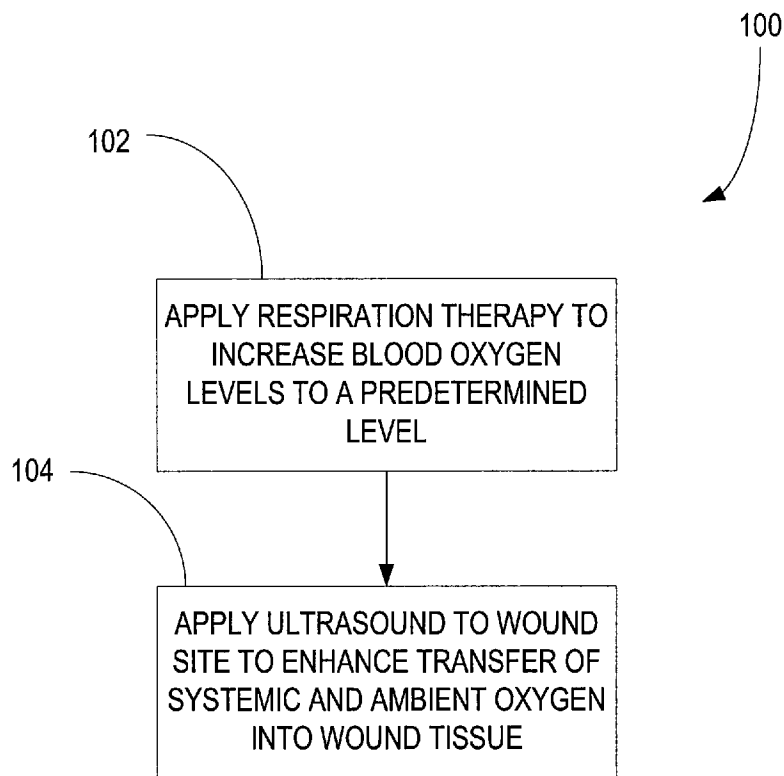 100
102
APPLY RESPIRATION THERAPY TO
INCREASE BLOOD OXYGEN
LEVELS TO A PREDETERMINED
LEVEL
104
APPLY ULTRASOUND TO WOUND
SITE TO ENHANCE TRANSFER OF
SYSTEMIC AND AMBIENT OXYGEN
INTO WOUND TISSUE